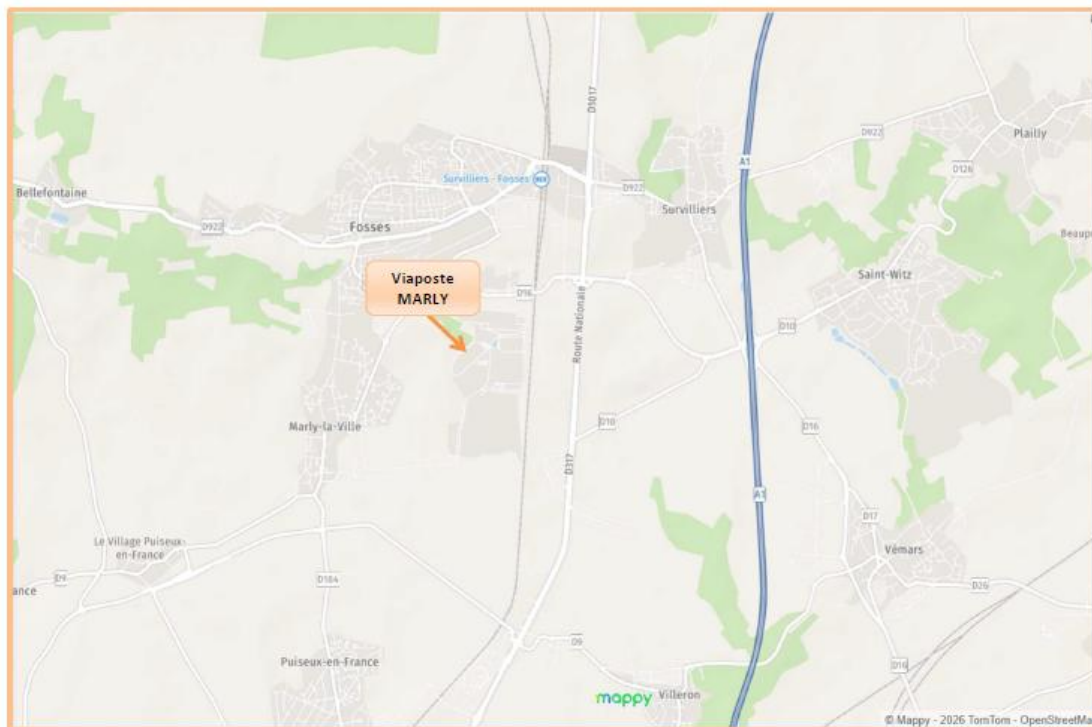 D1017
D922
Plailly
A1
D126
Survilliers - Fosses
Bellefontaine
D922
Survilliers
D922
Fosses
Beaup
Saint-Witz
Viaposte
MARLY
D16
D10
Route Nationale
Marly-la-Ville
D10
D16
D317
A1
D17
Le Village Puiseux-
en-France
Vémars
D9
ance
D184
D26
D9
Puiseux-en-France
D16
mappy
Villeron
© Mappy - 2026 TomTom - OpenStreetMa